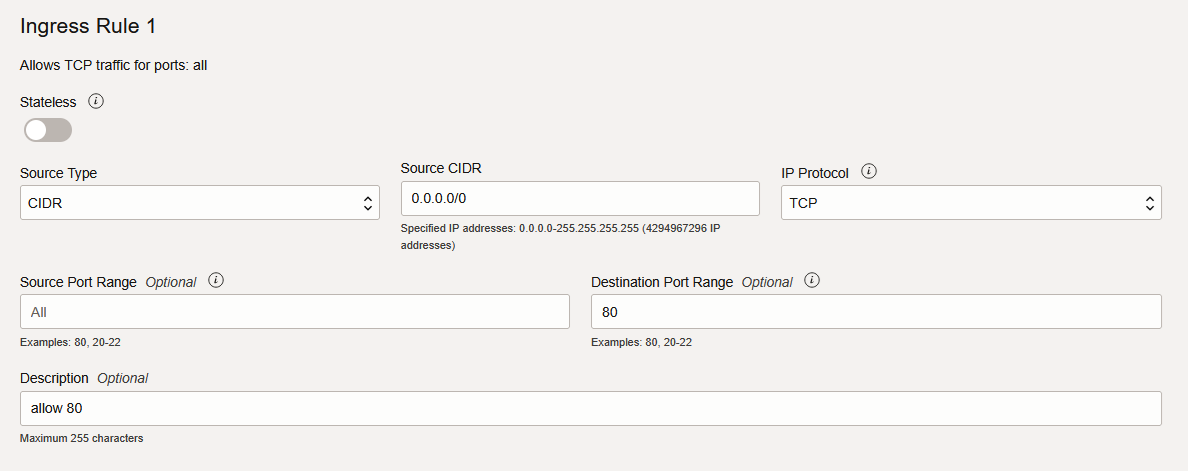 Ingress Rule 1
Allows TCP traffic for ports: all
Stateless
Source Type
CIDR
Source CIDR
0.0.0.0/0
Specified IP addresses: 0.0.0.0-255.255.255.255 (4294967296 IP
addresses)
IP Protocol
TCP
Source Port Range Optional
All
Examples: 80, 20-22
Destination Port Range Optional
80
Examples: 80, 20-22
Description Optional
allow 80
Maximum 255 characters